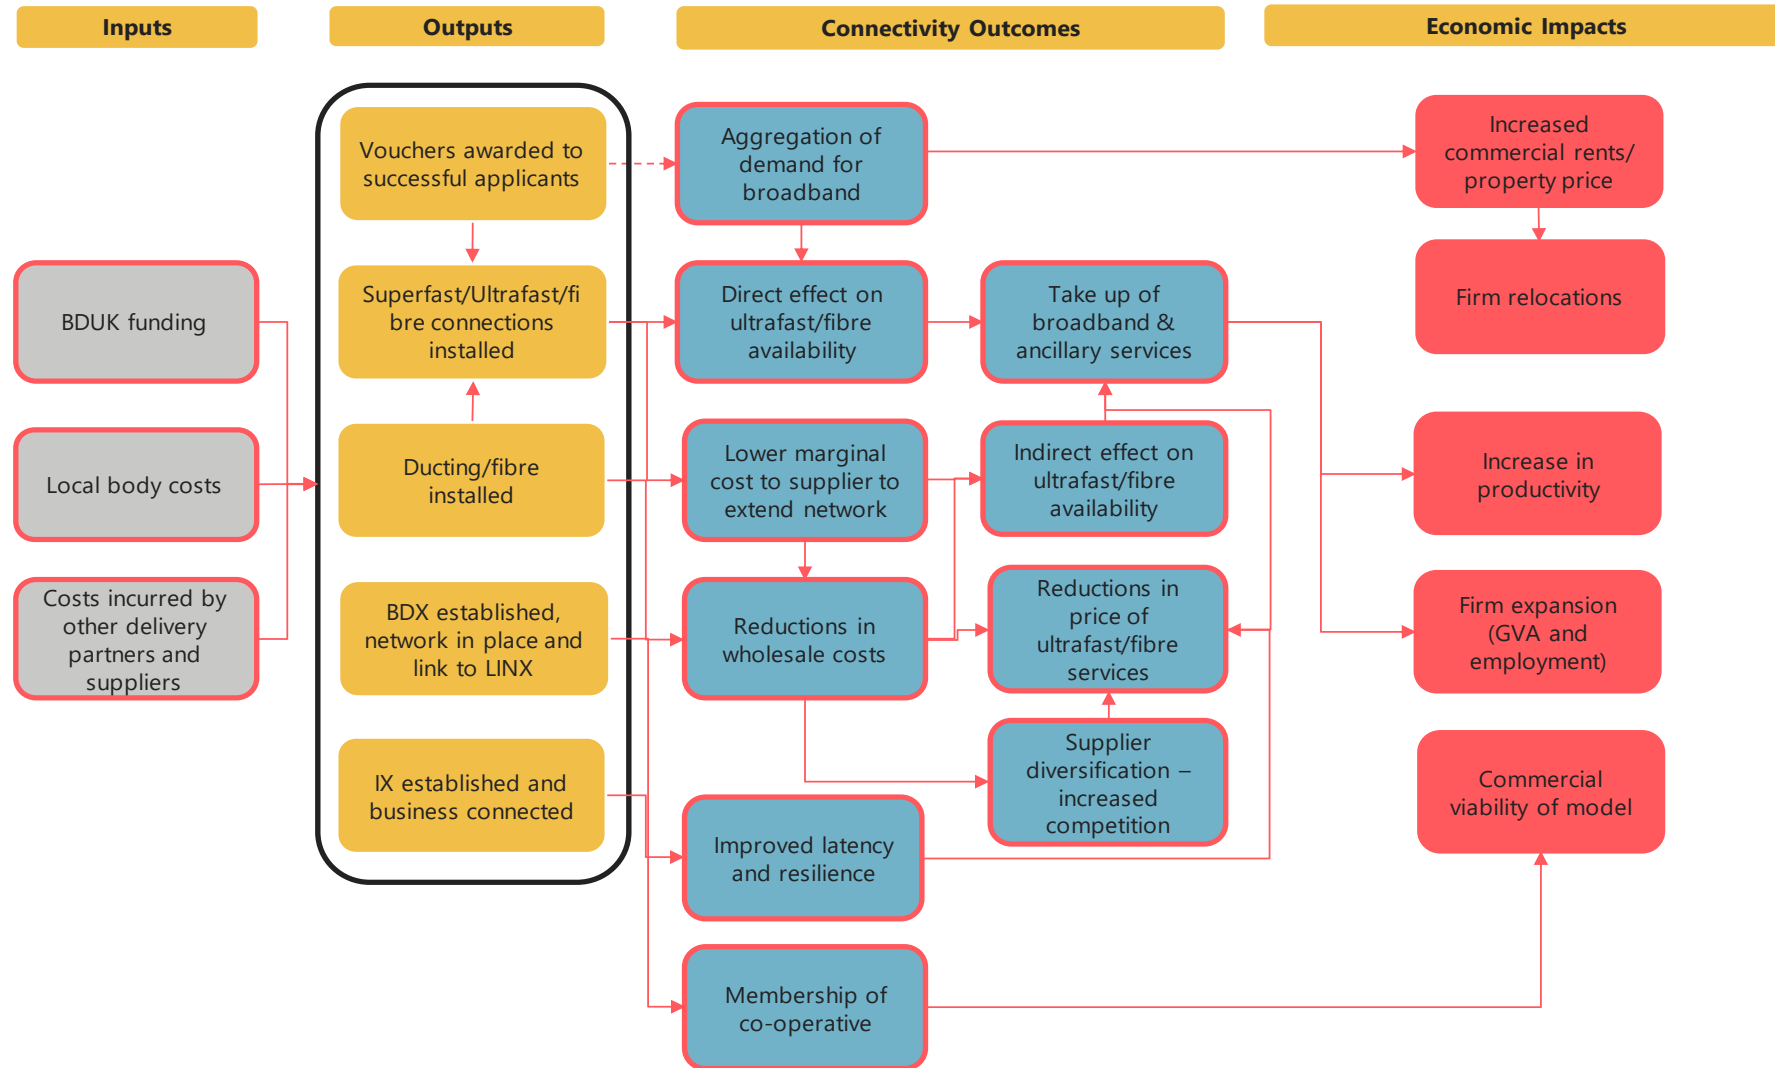 Inputs
Outputs
Connectivity Outcomes
Economic Impacts
BDUK funding
Local body costs
Costs incurred by
other delivery
partners and
suppliers
Vouchers awarded to
successful applicants
Superfast/Ultrafast/fi
bre connections
installed
Ducting/fibre
installed
BDX established,
network in place and
link to LINX
IX established and
business connected
Aggregation of
demand for
broadband
Direct effect on
ultrafast/fibre
availability
Lower marginal
cost to supplier to
extend network
Reductions in
wholesale costs
Improved latency
and resilience
Membership of
co-operative
Take up of
broadband &
ancillary services
Indirect effect on
ultrafast/fibre
availability
Reductions in
price of
ultrafast/fibre
services
Supplier
diversification –
increased
competition
Increased
commercial rents/
property price
Firm relocations
Increase in
productivity
Firm expansion
(GVA and
employment)
Commercial
viability of model